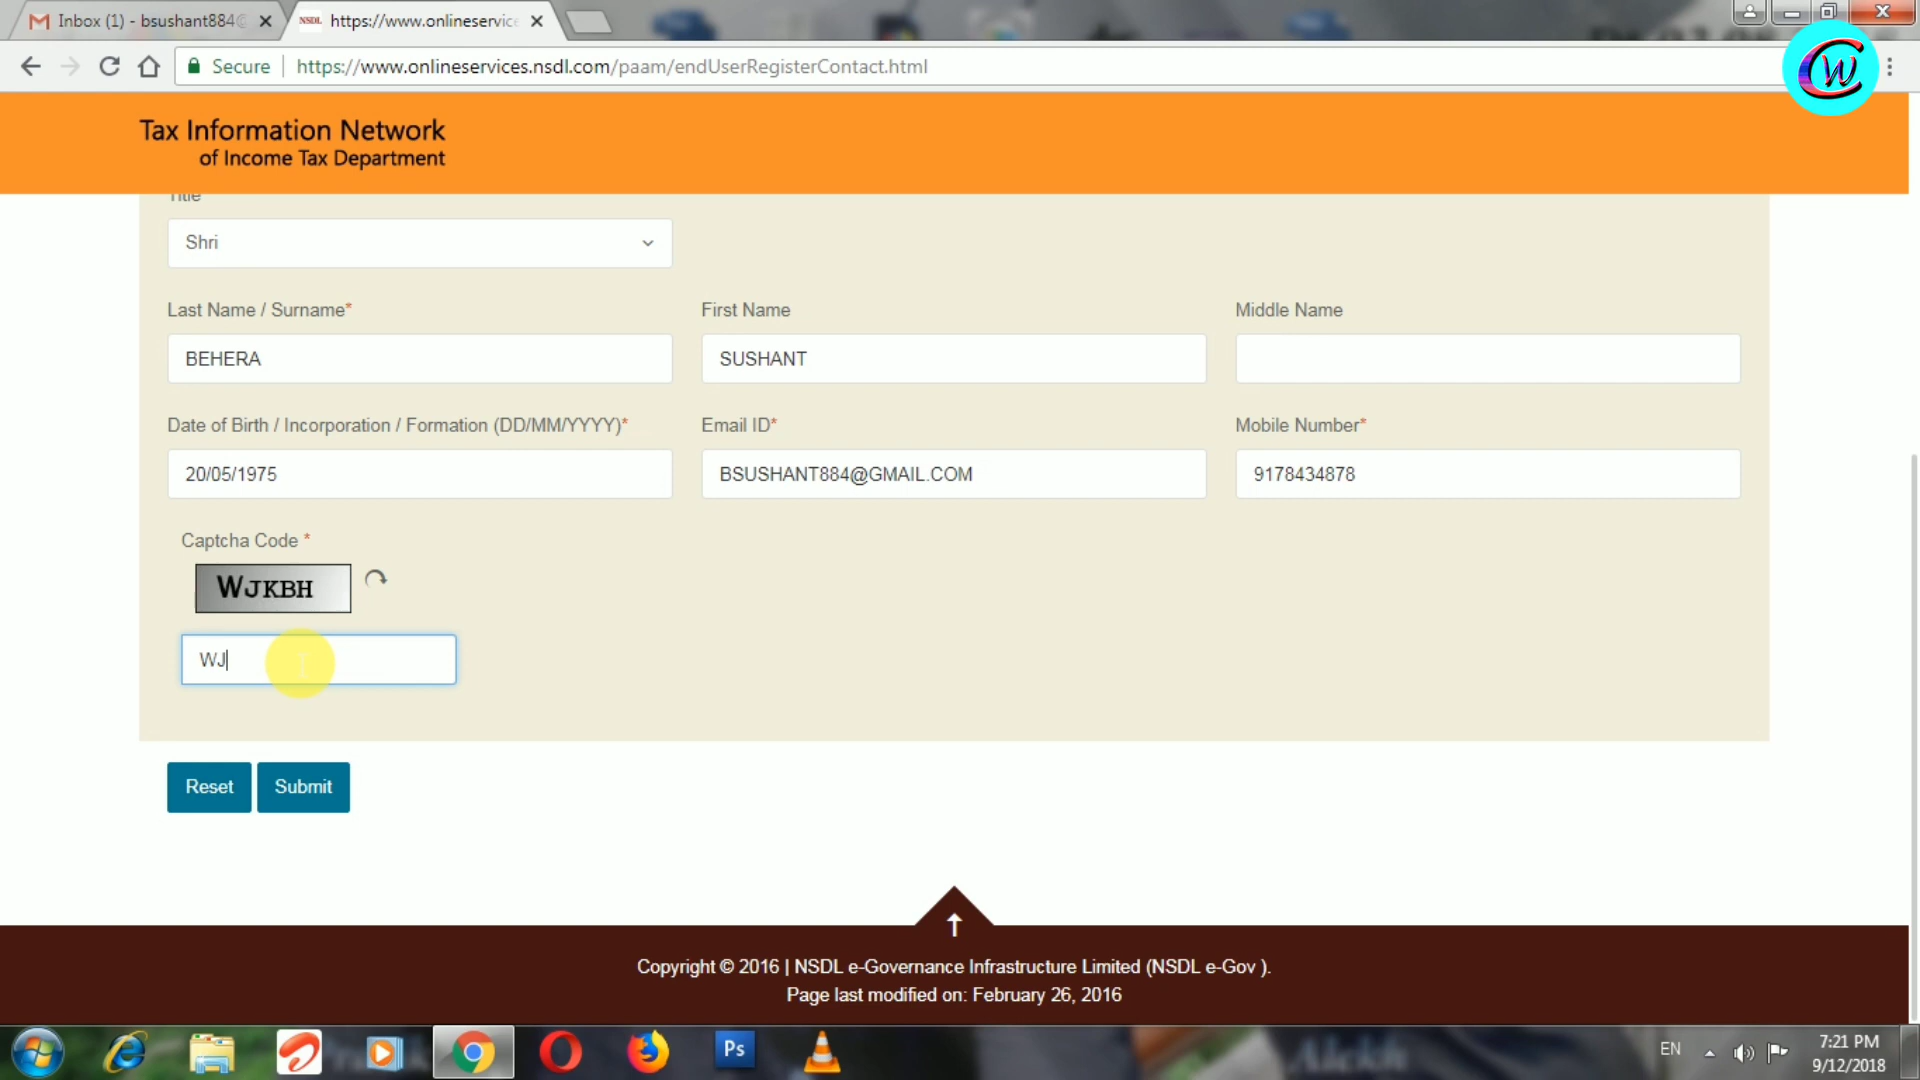 Inbox (1) - bsushant884@
NSDL https://www.onlineservic
Secure https://www.onlineservices.nsdl.com/paam/endUserRegisterContact.html
CW
Tax Information Network
of Income Tax Department
Title
Shri
Last Name / Surname* First Name Middle Name
BEHERA SUSHANT
Date of Birth / Incorporation / Formation (DD/MM/YYYY)* Email ID* Mobile Number*
20/05/1975 BSUSHANT884@GMAIL.COM 9178434878
Captcha Code *
WJKBH
WJ
Reset Submit
Copyright © 2016 | NSDL e-Governance Infrastructure Limited (NSDL e-Gov ).
Page last modified on: February 26, 2016
Ps
EN
7:21 PM
9/12/2018